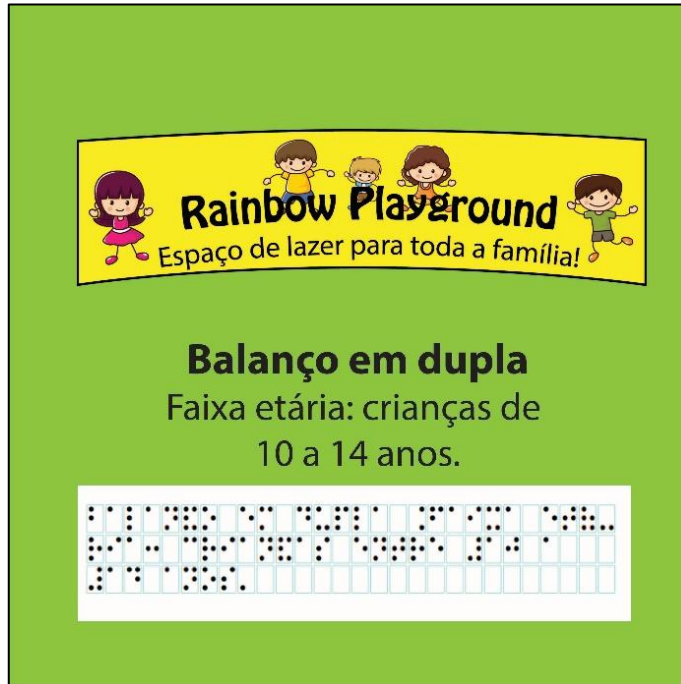 Rainbow Playground
Espaço de lazer para toda a família!
Balanço em dupla
Faixa etária: crianças de
10 a 14 anos.